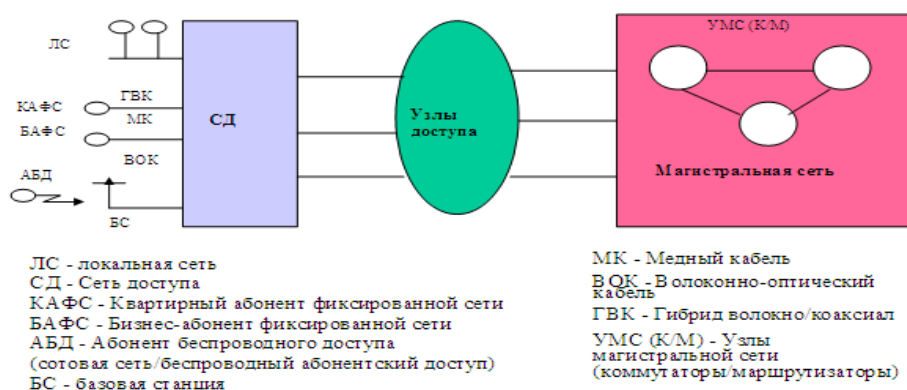 УМС (К/М)
ЛС
ГВК
КАФС
МК
БАФС
СД
Узлы
доступа
ВОК
АБД
Магистральная сеть
БС
ЛС - локальная сеть
СД - Сеть доступа
КАФС - Квартирный абонент фиксированной сети
БАФС - Бизнес-абонент фиксированной сети
АБД - Абонент беспроводного доступа
(сотовая сеть/беспроводный абонентский доступ)
БС - базовая станция
МК - Медный кабель
ВОК - Волоконно-оптический
кабель
ГВК - Гибрид волокно/коаксиал
УМС (К/М) - Узлы
магистральной сети
(коммутаторы/маршрутизаторы)